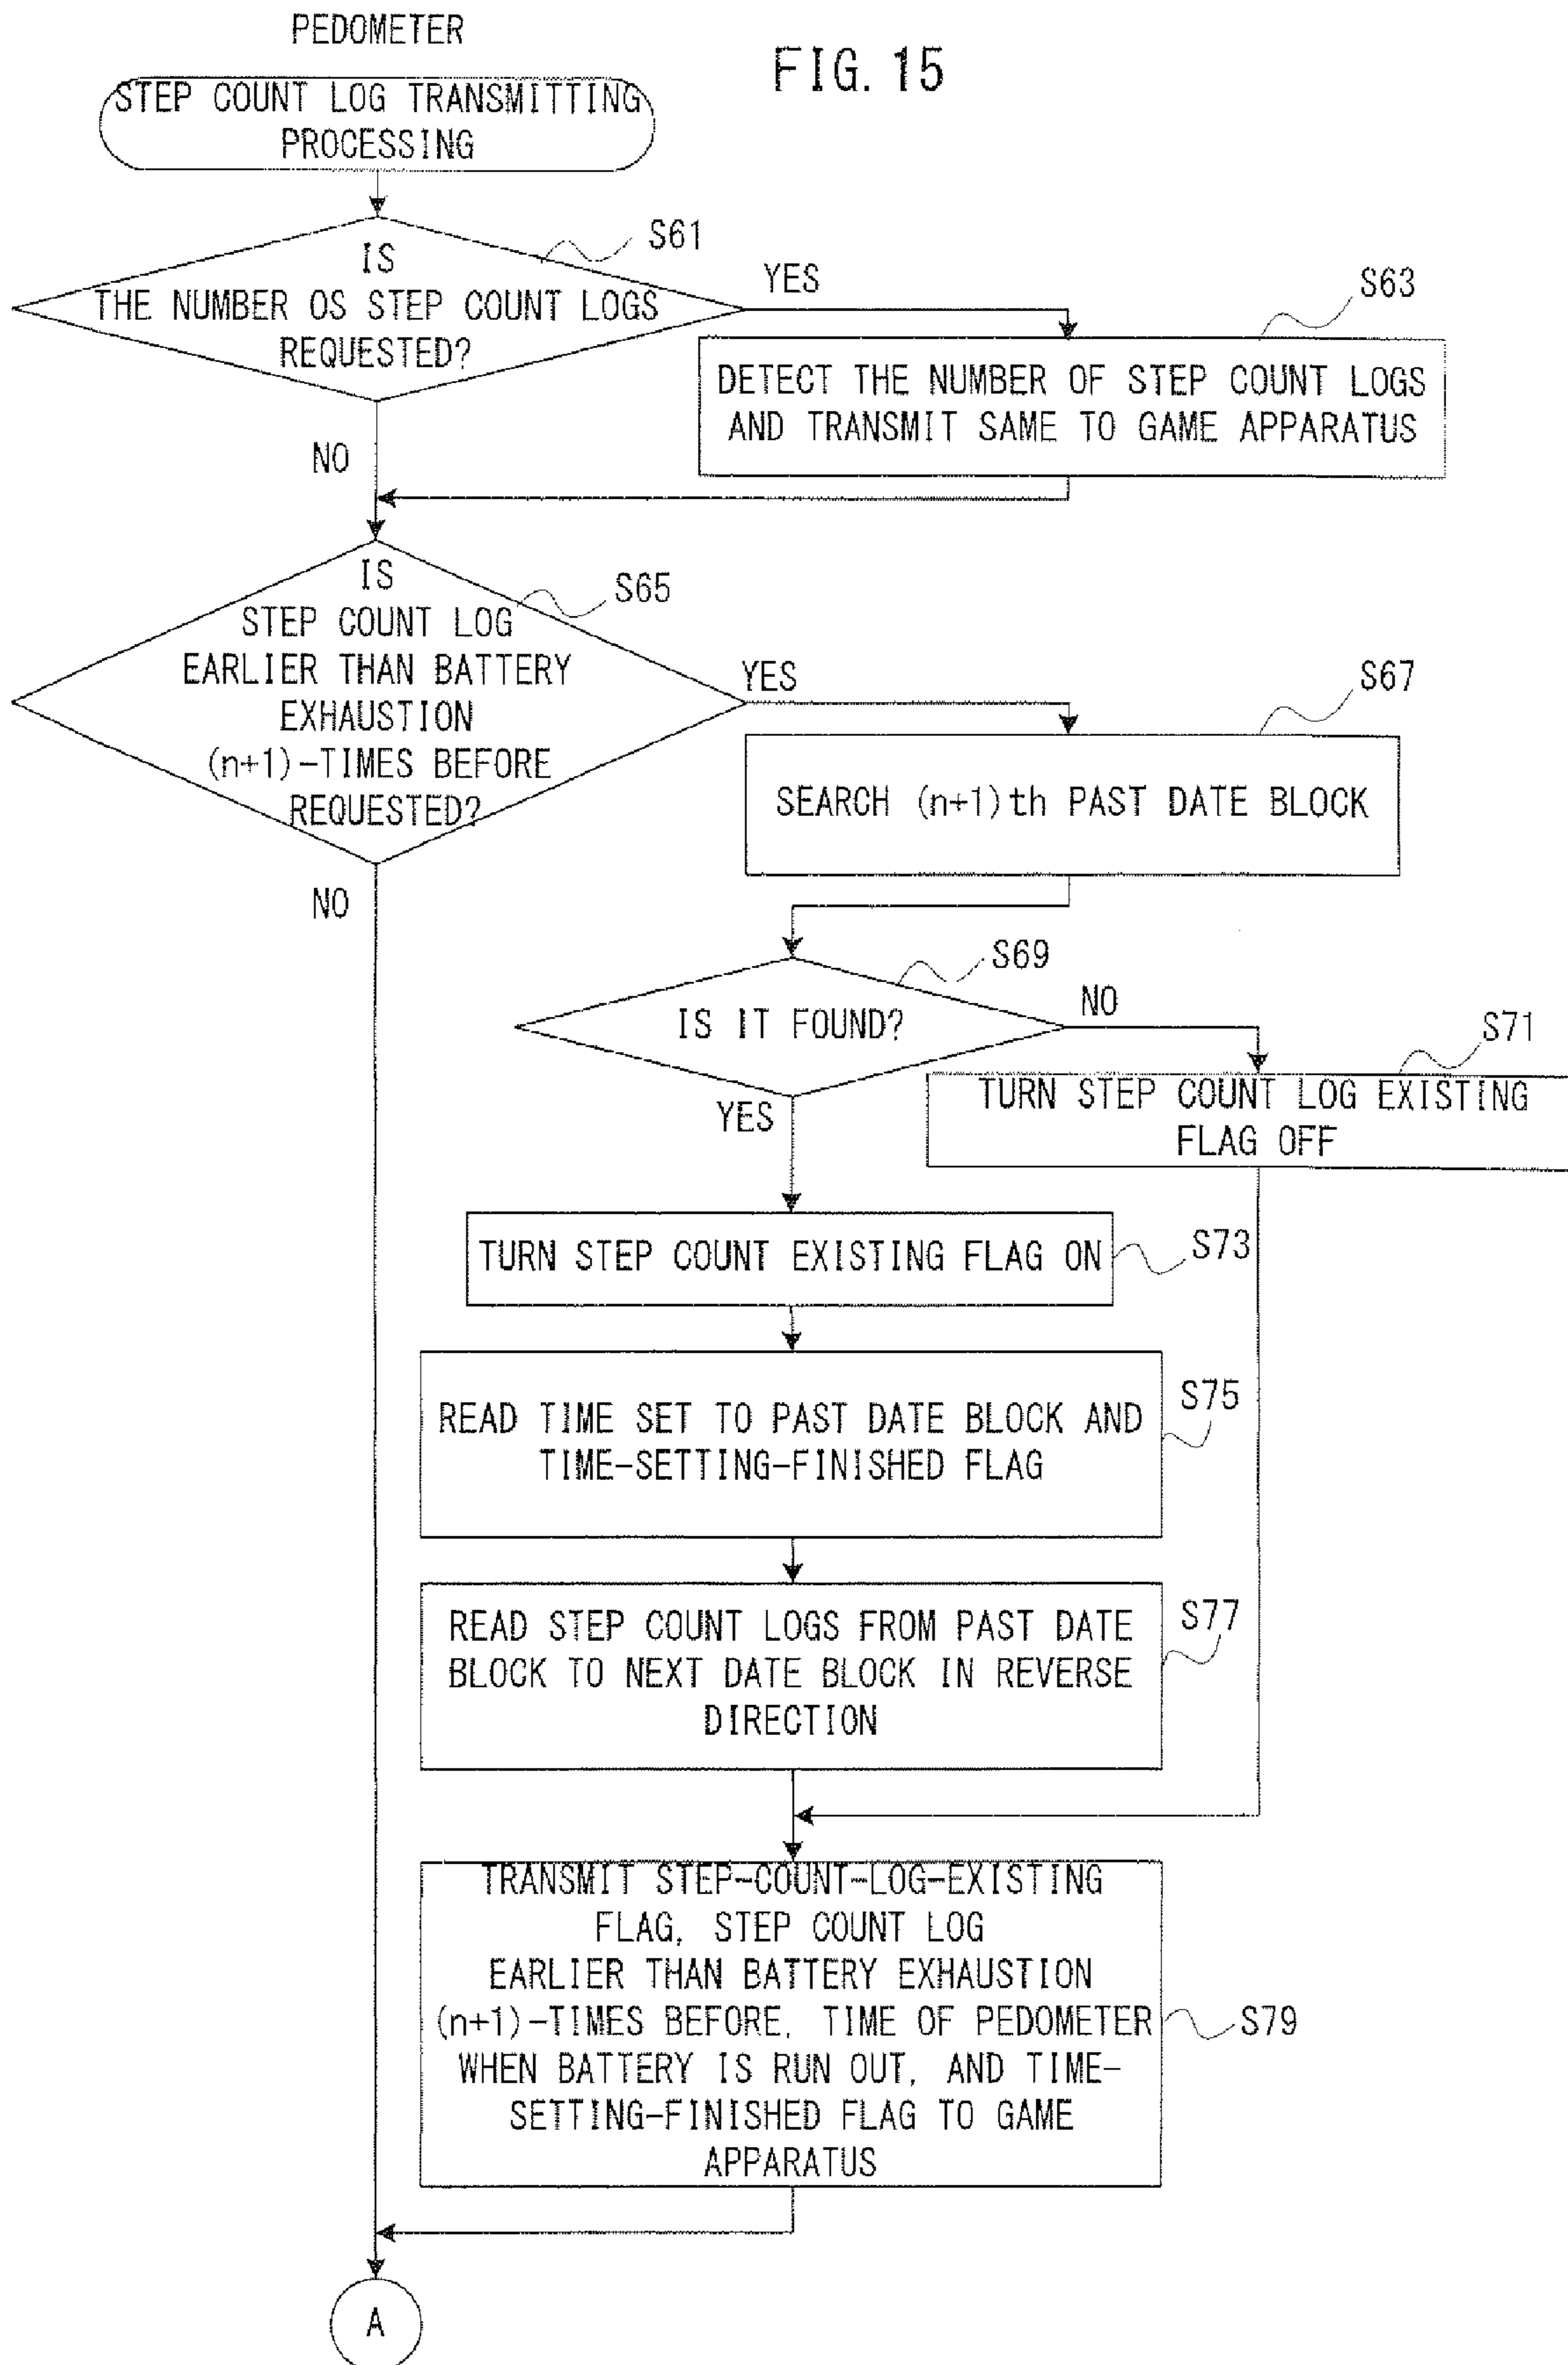 PEDOMETER
FIG. 15
STEP COUNT LOG TRANSMITTING
PROCESSING
S61
IS
THE NUMBER OS STEP COUNT LOGS
REQUESTED?
YES
NO
S63
DETECT THE NUMBER OF STEP COUNT LOGS
AND TRANSMIT SAME TO GAME APPARATUS
S65
IS
STEP COUNT LOG
EARLIER THAN BATTERY
EXHAUSTION
(n+1)-TIMES BEFORE
REQUESTED?
YES
NO
S67
SEARCH (n+1)th PAST DATE BLOCK
S69
IS IT FOUND?
NO
YES
S71
TURN STEP COUNT LOG EXISTING
FLAG OFF
TURN STEP COUNT EXISTING FLAG ON
S73
READ TIME SET TO PAST DATE BLOCK AND
TIME-SETTING-FINISHED FLAG
S75
READ STEP COUNT LOGS FROM PAST DATE
BLOCK TO NEXT DATE BLOCK IN REVERSE
DIRECTION
S77
TRANSMIT STEP-COUNT-LOG-EXISTING
FLAG, STEP COUNT LOG
EARLIER THAN BATTERY EXHAUSTION
(n+1)-TIMES BEFORE, TIME OF PEDOMETER
WHEN BATTERY IS RUN OUT, AND TIME-
SETTING-FINISHED FLAG TO GAME
APPARATUS
S79
A